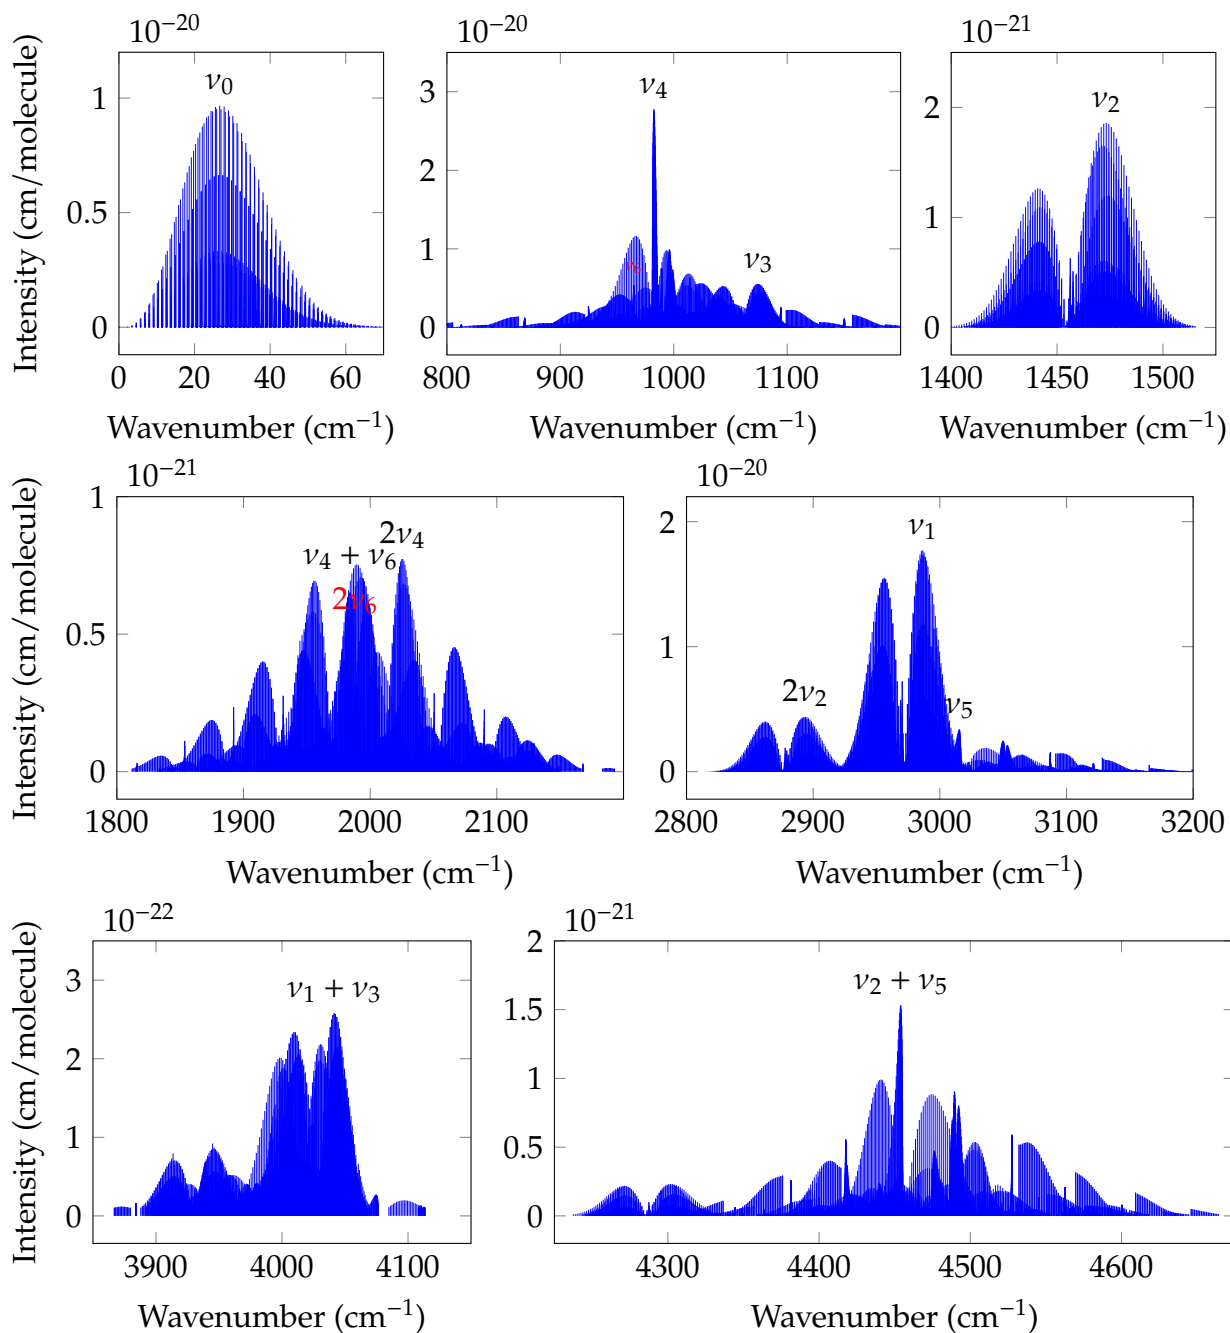 10⁻²⁰ 10⁻²⁰ 10⁻²¹
Intensity (cm/molecule)
ν₀
1
0.5
0
0 20 40 60
Wavenumber (cm⁻¹)
ν₄
ν₆
ν₃
3
2
1
0
800 900 1000 1100
Wavenumber (cm⁻¹)
ν₂
2
1
0
1400 1450 1500
Wavenumber (cm⁻¹)
10⁻²¹ 10⁻²⁰
Intensity (cm/molecule)
ν₄ + ν₆
2ν₄
2ν₆
1
0.5
0
1800 1900 2000 2100
Wavenumber (cm⁻¹)
ν₁
2ν₂
ν₅
2
1
0
2800 2900 3000 3100 3200
Wavenumber (cm⁻¹)
10⁻²² 10⁻²¹
Intensity (cm/molecule)
ν₁ + ν₃
3
2
1
0
3900 4000 4100
Wavenumber (cm⁻¹)
ν₂ + ν₅
2
1.5
1
0.5
0
4300 4400 4500 4600
Wavenumber (cm⁻¹)